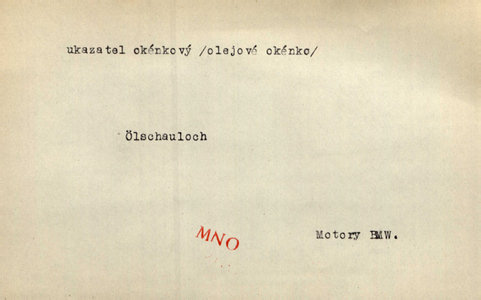 ukazatel okénkový /olejové okénko/
Ölschauloch
MNO
Motory BMW.